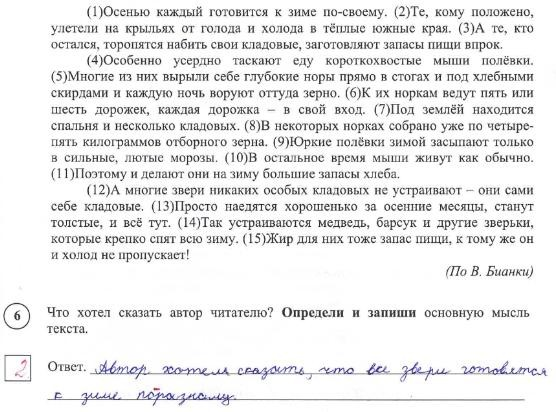 (1)Осенью каждый готовится к зиме по-своему. (2)Те, кому положено,
улетели на крыльях от голода и холода в тёплые южные края. (3)А те, кто
остался, торопятся набить свои кладовые, заготовляют запасы пищи впрок.
(4)Особенно усердно таскают еду короткохвостые мыши полёвки.
(5)Многие из них вырыли себе глубокие норы прямо в стогах и под хлебными
скирдами и каждую ночь воруют оттуда зерно. (6)К их норкам ведут пять или
шесть дорожек, каждая дорожка – в свой вход. (7)Под землёй находится
спальня и несколько кладовых. (8)В некоторых норках собрано уже по четыре-
пять килограммов отборного зерна. (9)Юркие полёвки зимой засыпают только
в сильные, лютые морозы. (10)В остальное время мыши живут как обычно.
(11)Поэтому и делают они на зиму большие запасы хлеба.
(12)А многие звери никаких особых кладовых не устраивают – они сами
себе кладовые. (13)Просто наедятся хорошенько за осенние месяцы, станут
толстые, и всё тут. (14)Так устраиваются медведь, барсук и другие зверьки,
которые крепко спят всю зиму. (15)Жир для них тоже запас пищи, к тому же он
и холод не пропускает!
(По В. Бианки)
6 Что хотел сказать автор читателю? Определи и запиши основную мысль
текста.
2 Ответ. Автор хотель сказать, что все звери готовятся
к зиме поразному.